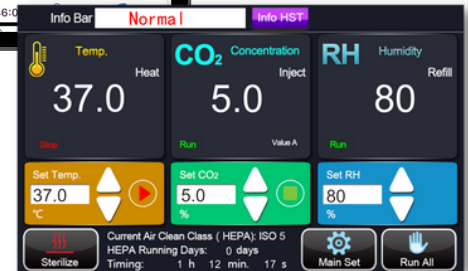 Info Bar Normal Info HST
Temp. CO₂ Concentration RH Humidity
Heat Inject Refill
37.0 5.0 80
Stop Run Value A Run
Set Temp. Set CO₂ Set RH
37.0 5.0 80
℃ % %
Current Air Clean Class ( HEPA): ISO 5
HEPA Running Days: 0 days
Timing: 1 h 12 min. 17 s
Sterilize Main Set Run All